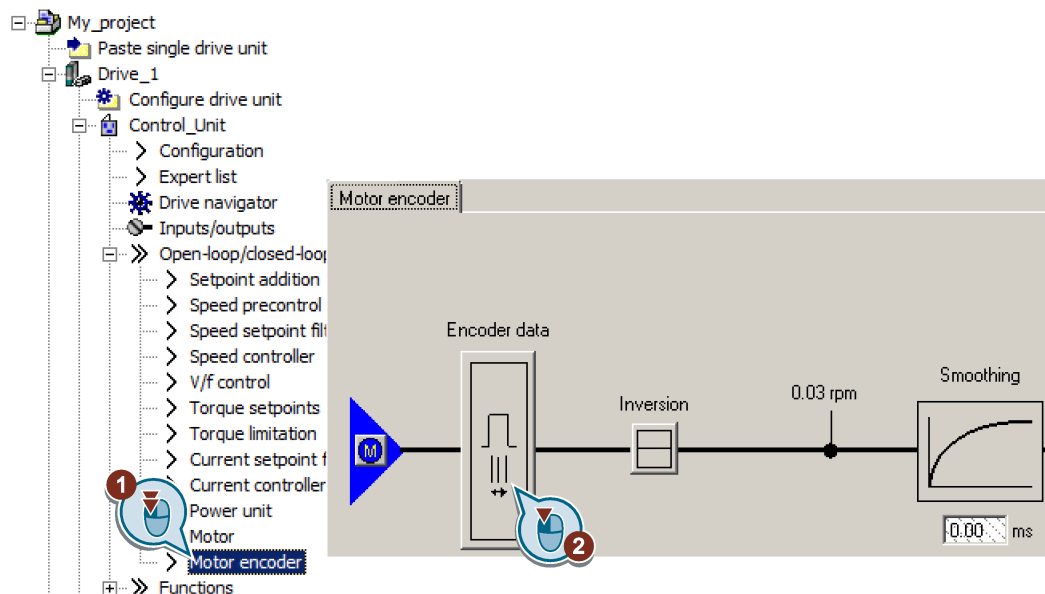 My_project
Paste single drive unit
Drive_1
Configure drive unit
Control_Unit
Configuration
Expert list
Drive navigator
Inputs/outputs
Open-loop/closed-loop
Setpoint addition
Speed precontrol
Speed setpoint filt
Speed controller
V/f control
Torque setpoints
Torque limitation
Current setpoint f
Current controller
Power unit
Motor
Motor encoder
Functions
1
Motor encoder
Encoder data
M
Inversion
0.03 rpm
Smoothing
0.00 ms
2